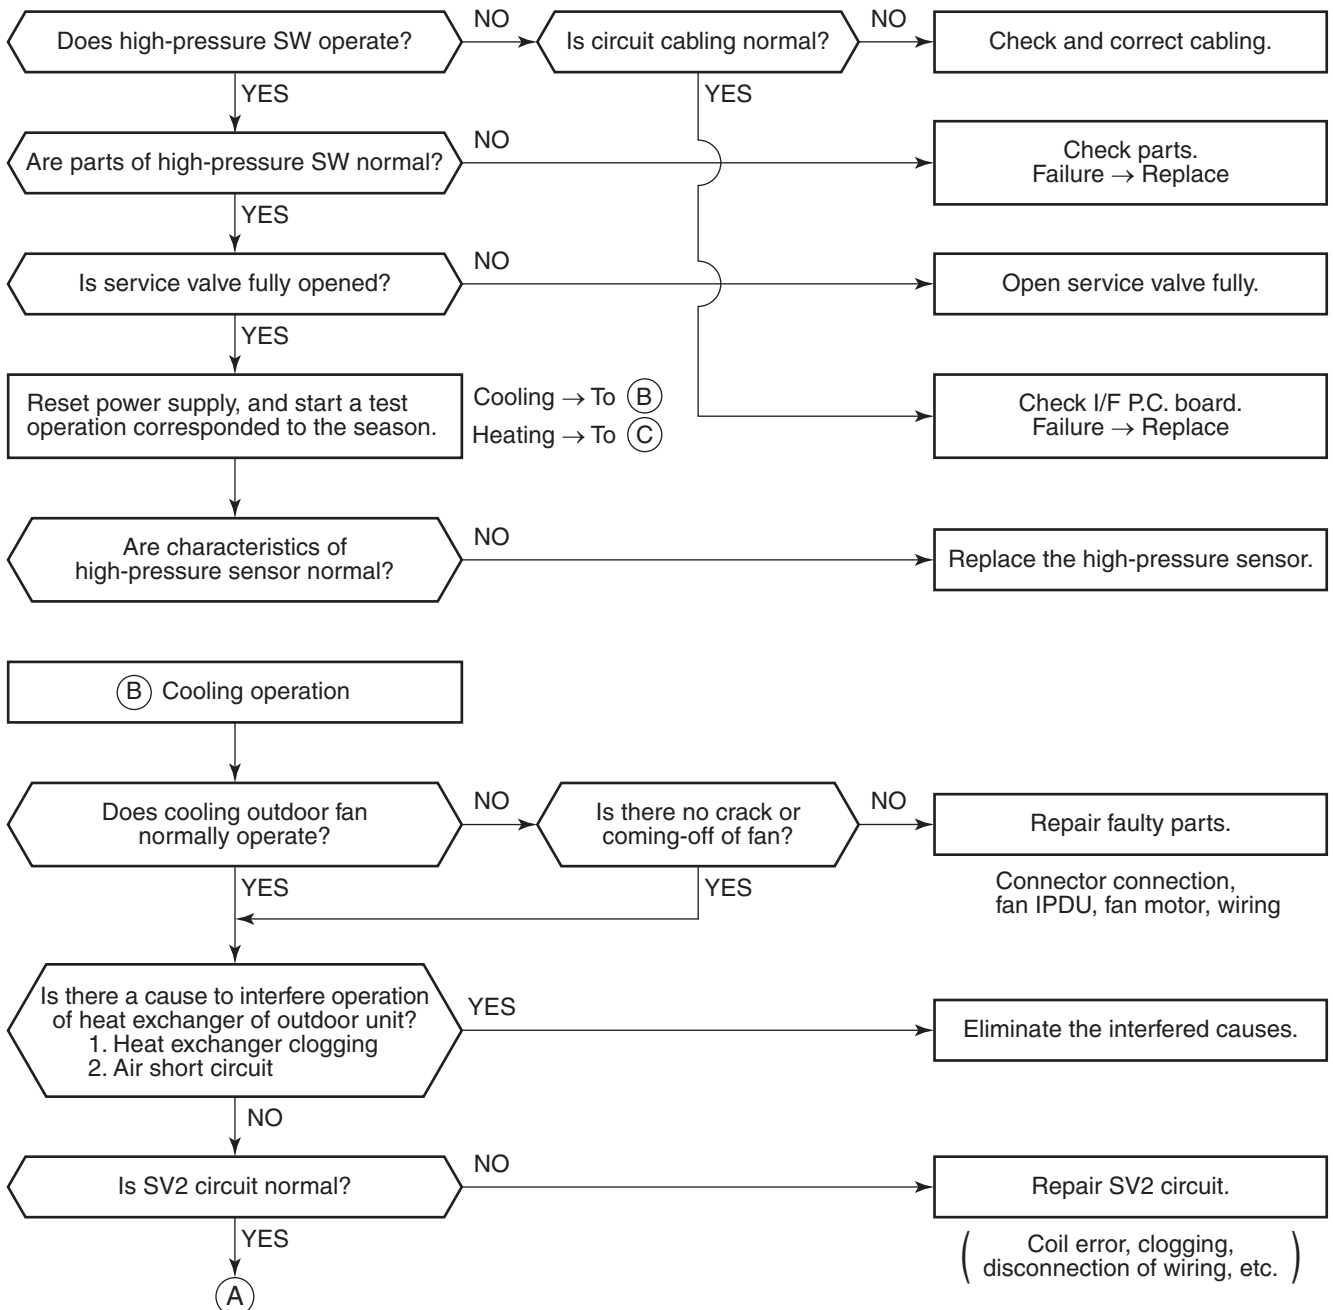 Does high-pressure SW operate?
NO
Is circuit cabling normal?
NO
Check and correct cabling.
YES
YES
Are parts of high-pressure SW normal?
NO
Check parts.
Failure → Replace
YES
Is service valve fully opened?
NO
Open service valve fully.
YES
Reset power supply, and start a test
operation corresponded to the season.
Cooling → To B
Heating → To C
Check I/F P.C. board.
Failure → Replace
Are characteristics of
high-pressure sensor normal?
NO
Replace the high-pressure sensor.
B Cooling operation
Does cooling outdoor fan
normally operate?
NO
Is there no crack or
coming-off of fan?
NO
Repair faulty parts.
YES
YES
Connector connection,
fan IPDU, fan motor, wiring
Is there a cause to interfere operation
of heat exchanger of outdoor unit?
1. Heat exchanger clogging
2. Air short circuit
YES
Eliminate the interfered causes.
NO
Is SV2 circuit normal?
NO
Repair SV2 circuit.
YES
( Coil error, clogging,
disconnection of wiring, etc. )
A